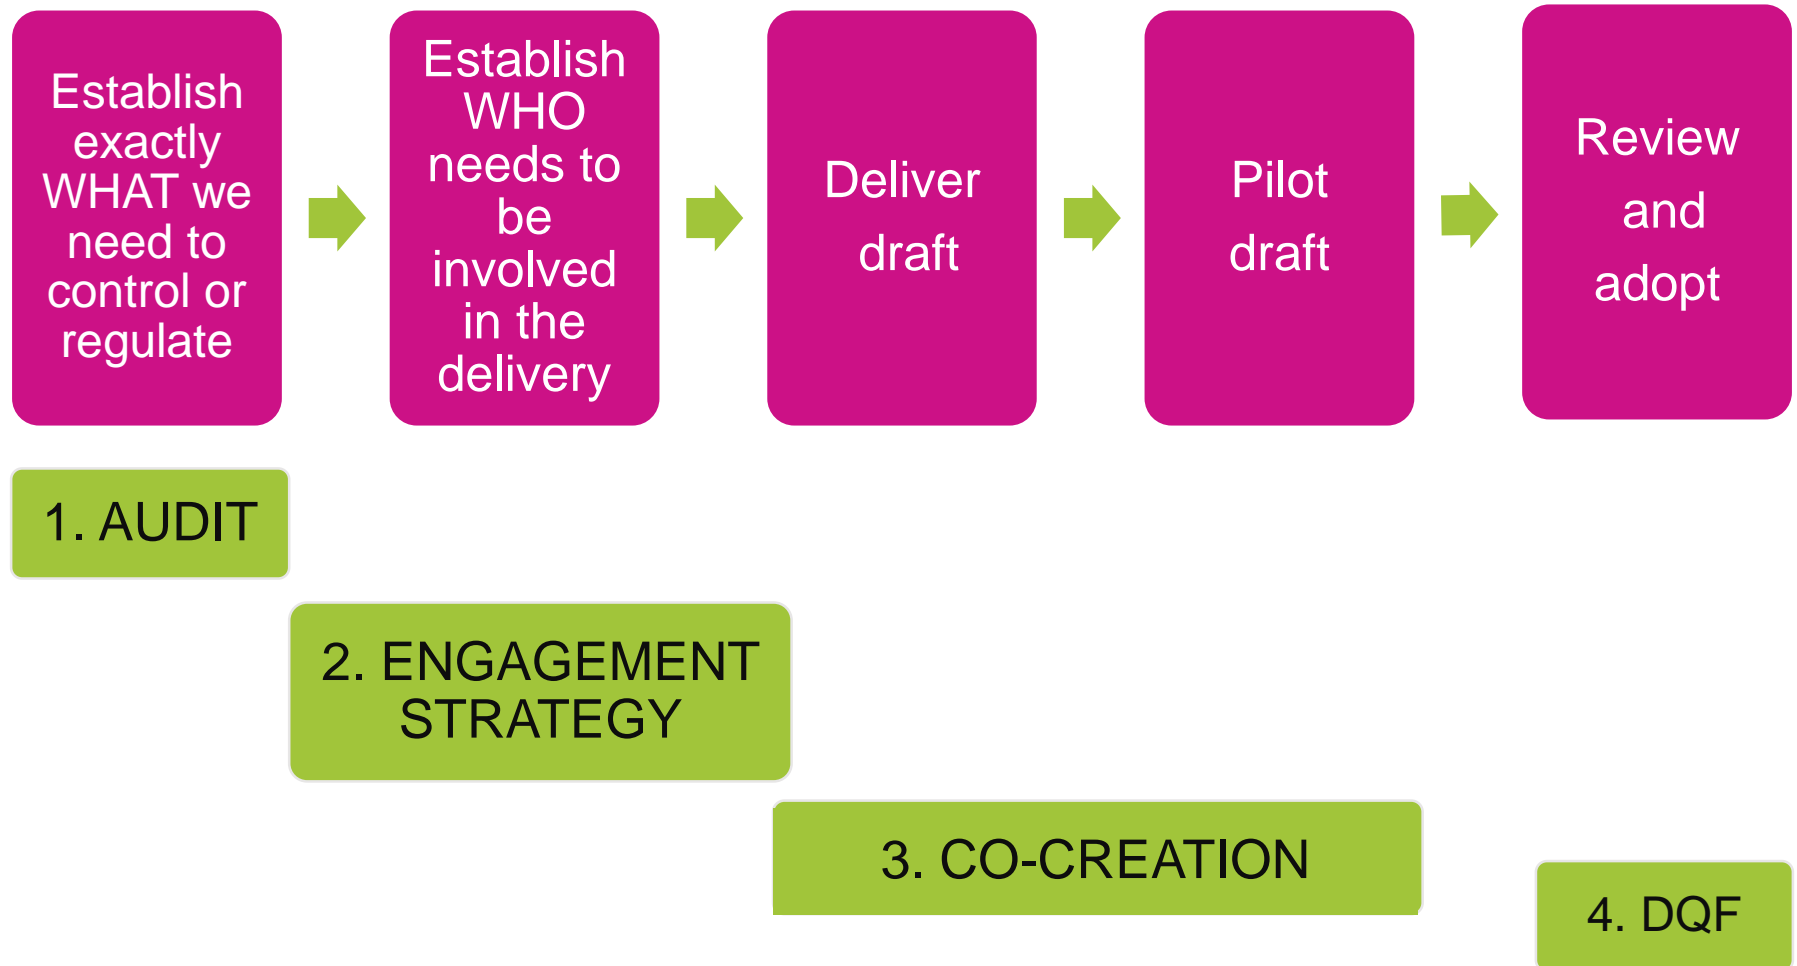 Establish
exactly
WHAT we
need to
control or
regulate
Establish
WHO
needs to
be
involved
in the
delivery
Deliver
draft
Pilot
draft
Review
and
adopt
1. AUDIT
2. ENGAGEMENT
STRATEGY
3. CO-CREATION
4. DQF